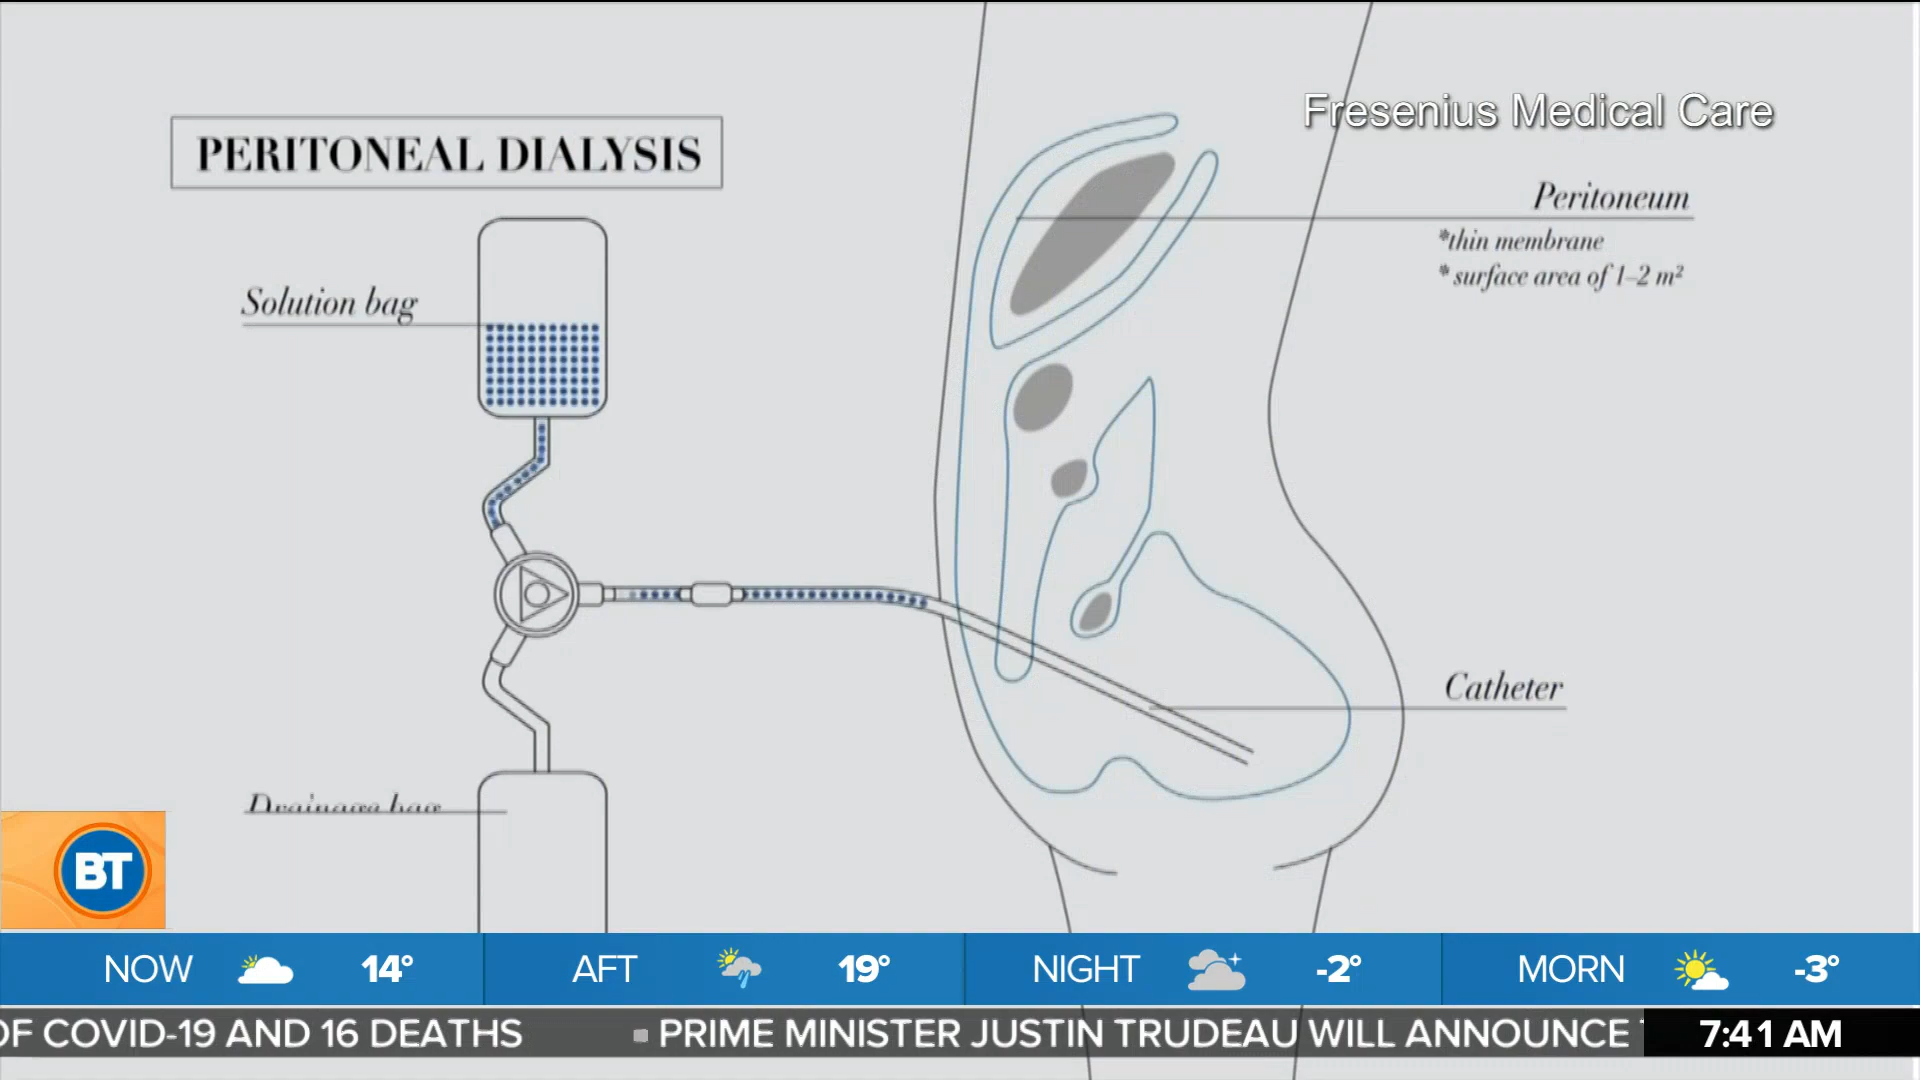 Fresenius Medical Care
PERITONEAL DIALYSIS
Peritoneum
*thin membrane
* surface area of 1–2 m²
Solution bag
Catheter
Drainage bag
BT
NOW 14° AFT 19° NIGHT -2° MORN -3°
OF COVID-19 AND 16 DEATHS ▪ PRIME MINISTER JUSTIN TRUDEAU WILL ANNOUNCE 7:41 AM